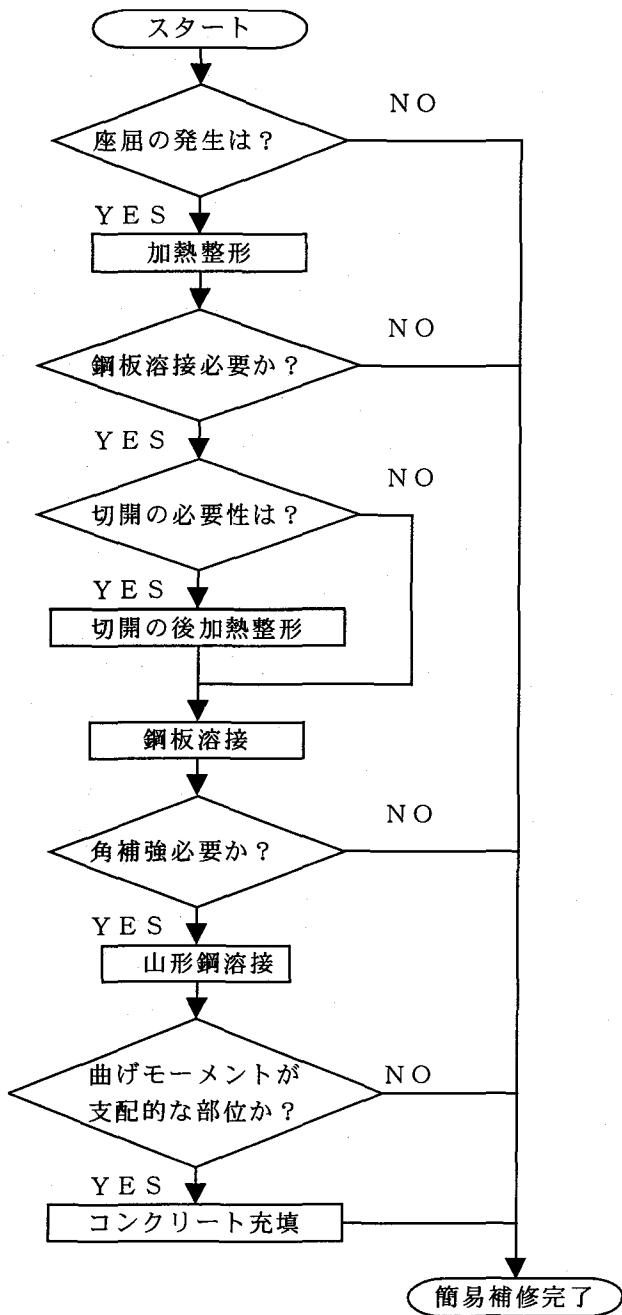 スタート
NO
座屈の発生は？
YES
加熱整形
NO
鋼板溶接必要か？
YES
NO
切開の必要性は？
YES
切開の後加熱整形
鋼板溶接
NO
角補強必要か？
YES
山形鋼溶接
曲げモーメントが
支配的な部位か？
NO
YES
コンクリート充填
簡易補修完了